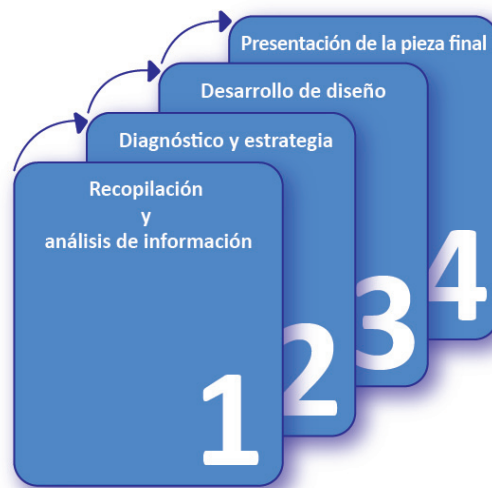 Presentación de la pieza final
Desarrollo de diseño
Diagnóstico y estrategia
Recopilación
y
análisis de información
1
2
3
4